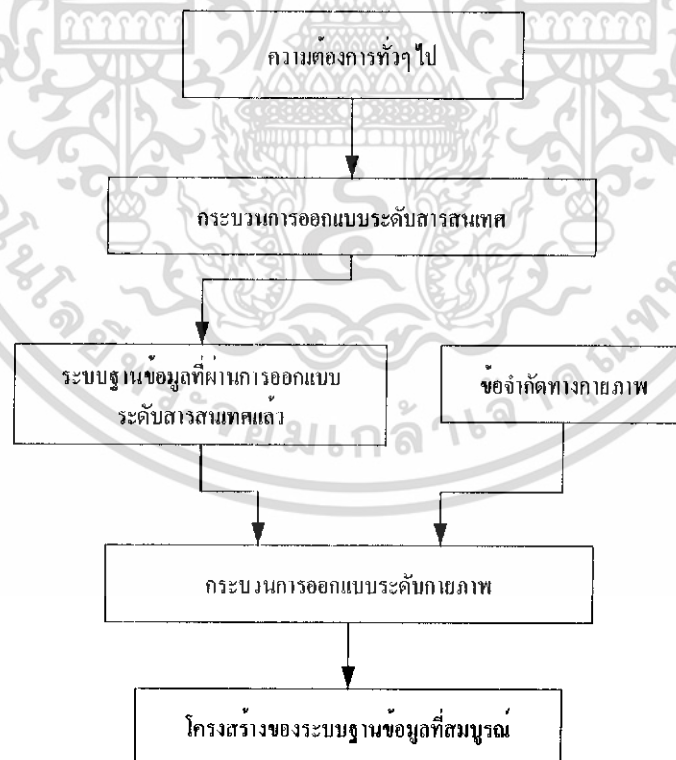 ความต้องการทั่วๆ ไป
กระบวนการออกแบบระดับสารสนเทศ
ระบบฐานข้อมูลที่ผ่านการออกแบบ
ระดับสารสนเทศแล้ว
ข้อจำกัดทางกายภาพ
กระบวนการออกแบบระดับกายภาพ
โครงสร้างของระบบฐานข้อมูลที่สมบูรณ์